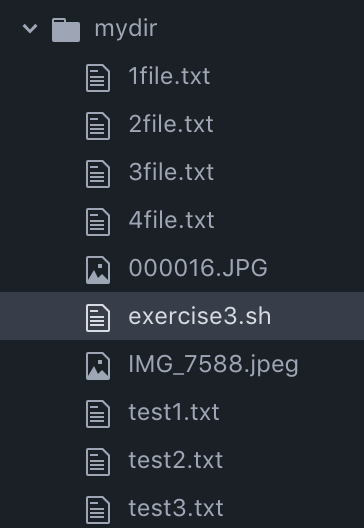 mydir
1file.txt
2file.txt
3file.txt
4file.txt
000016.JPG
exercise3.sh
IMG_7588.jpeg
test1.txt
test2.txt
test3.txt